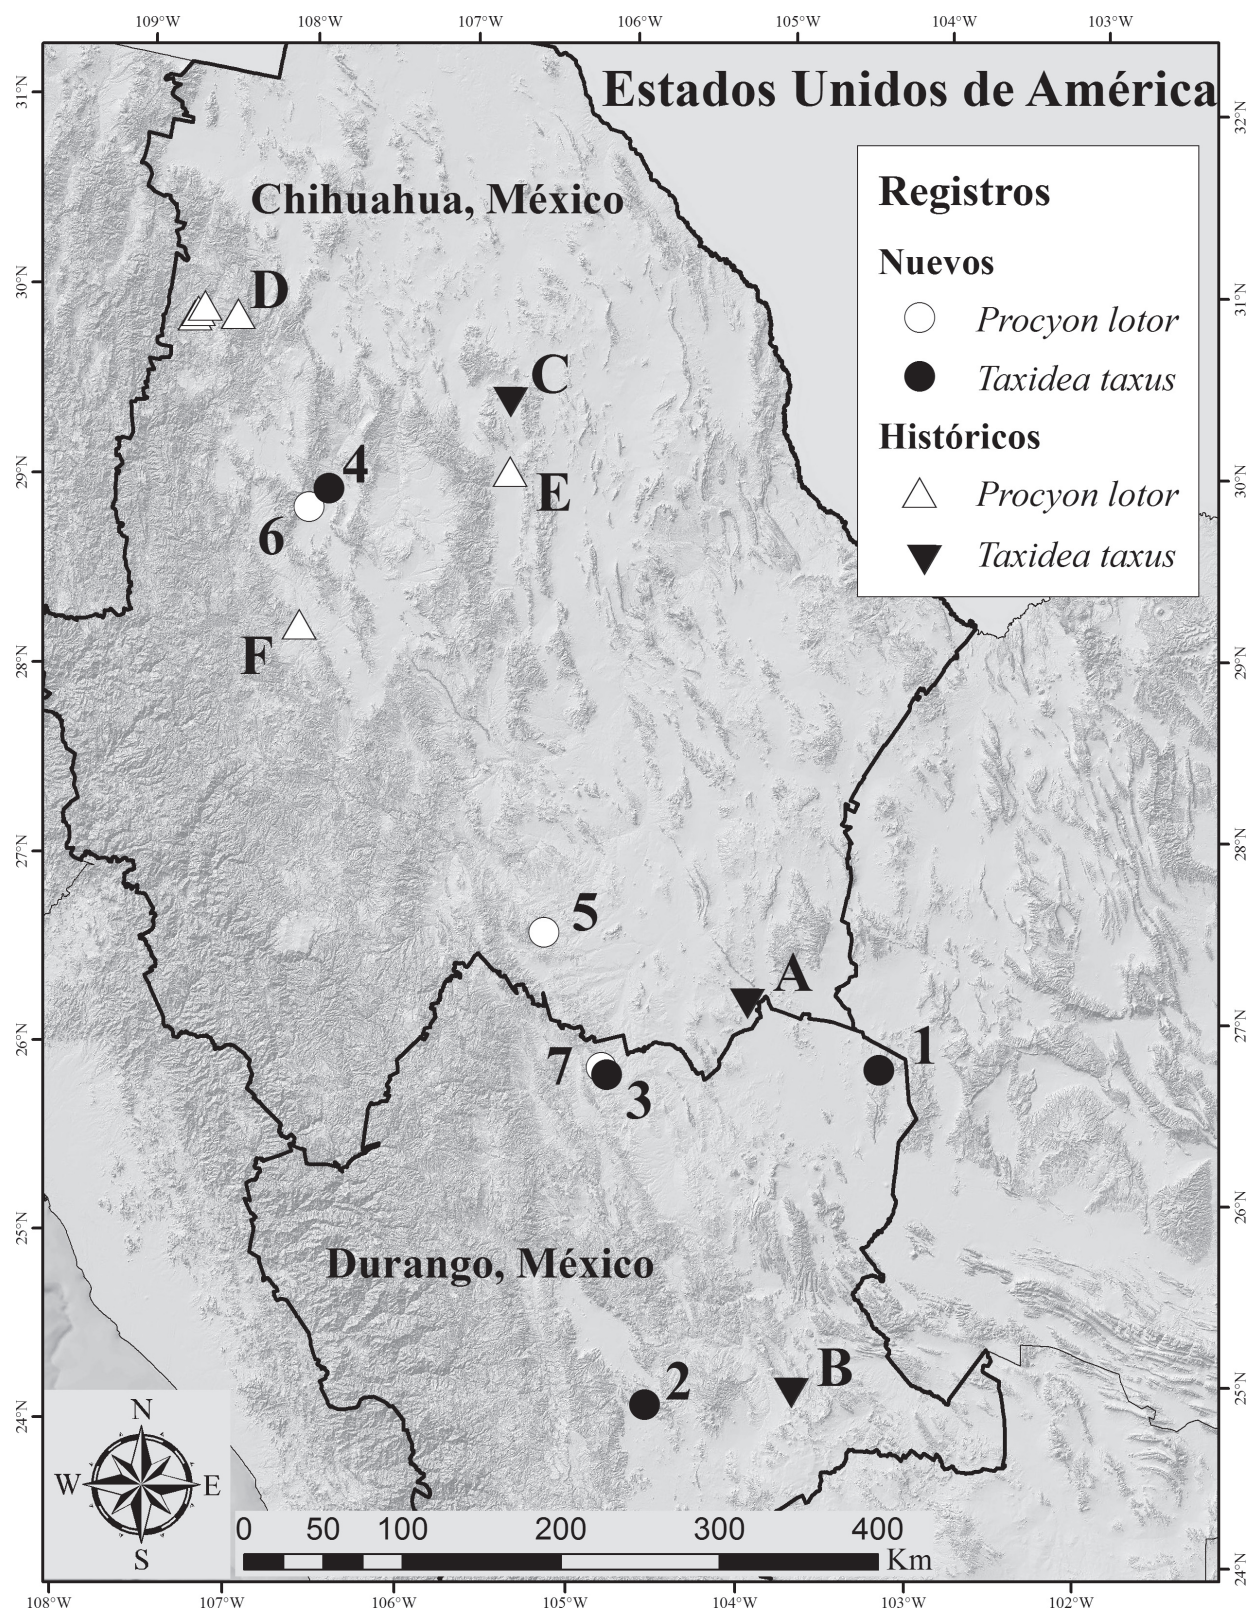 109°W 108°W 107°W 106°W 105°W 104°W 103°W
Estados Unidos de América
31°N
32°N
Registros
Chihuahua, México
Nuevos
30°N
31°N
D
Procyon lotor
C
Taxidea taxus
Históricos
4
29°N
30°N
E
Procyon lotor
6
Taxidea taxus
F
28°N
29°N
27°N
28°N
5
A
26°N
27°N
7
1
3
25°N
26°N
Durango, México
2
B
24°N
25°N
N
W E
S
0 50 100 200 300 400
Km
24°N
108°W 107°W 106°W 105°W 104°W 103°W 102°W